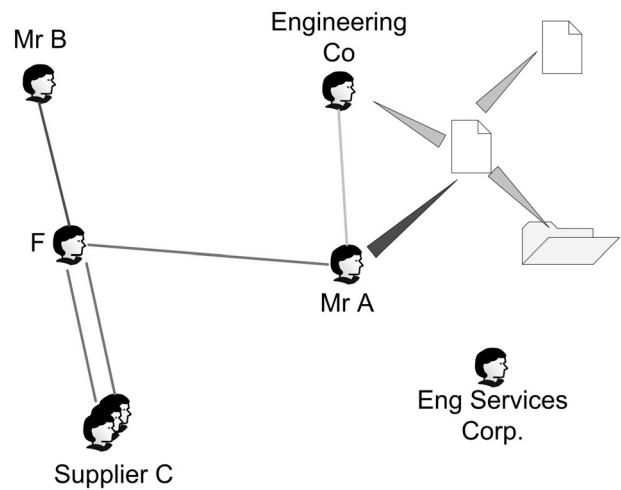 Mr B
Engineering
Co
F
Mr A
Eng Services
Corp.
Supplier C